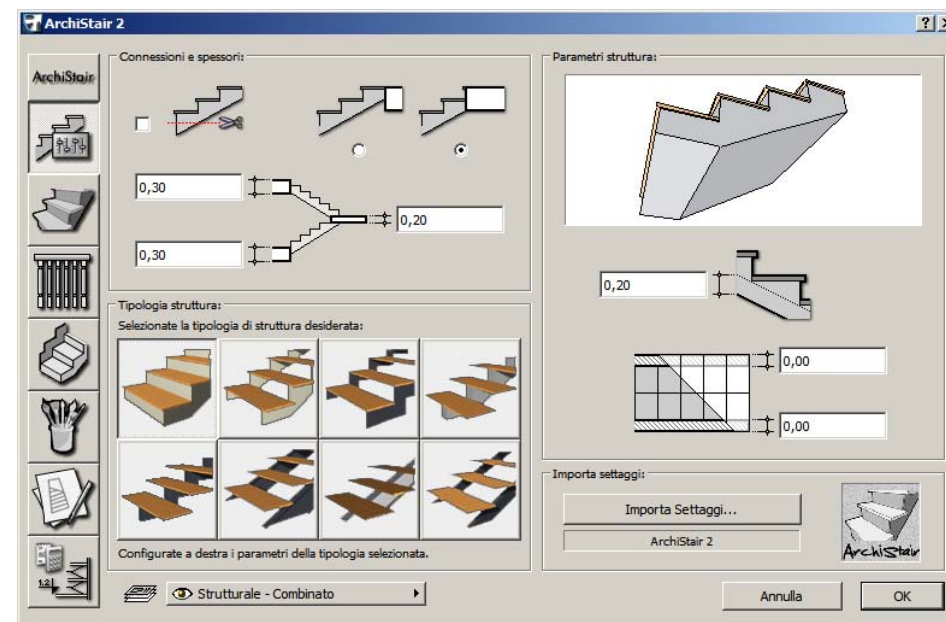 ArchiStair 2
ArchiStair
Connessioni e spessori:
0,30
0,20
0,30
Tipologia struttura:
Selezionate la tipologia di struttura desiderata:
Configurate a destra i parametri della tipologia selezionata.
Parametri struttura:
0,20
0,00
0,00
Importa settaggi:
Importa Settaggi...
ArchiStair 2
ArchiStair
1.2
Strutturale - Combinato
Annulla
OK